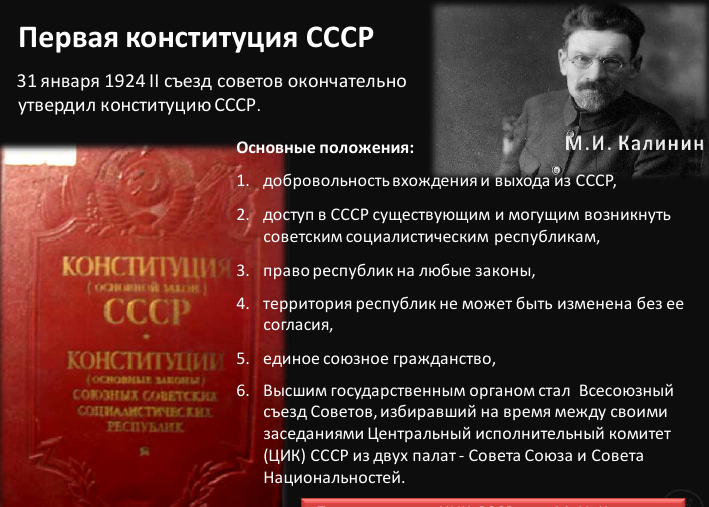 Первая конституция СССР
31 января 1924 II съезд советов окончательно
утвердил конституцию СССР.
М.И. Калинин
Основные положения:
1. добровольность вхождения и выхода из СССР,
2. доступ в СССР существующим и могущим возникнуть
советским социалистическим республикам,
3. право республик на любые законы,
4. территория республик не может быть изменена без ее
согласия,
5. единое союзное гражданство,
6. Высшим государственным органом стал Всесоюзный
съезд Советов, избиравший на время между своими
заседаниями Центральный исполнительный комитет
(ЦИК) СССР из двух палат - Совета Союза и Совета
Национальностей.
КОНСТИТУЦИЯ
(ОСНОВНОЙ ЗАКОН)
СССР
КОНСТИТУЦИИ
(ОСНОВНЫЕ ЗАКОНЫ)
СОЮЗНЫХ СОВЕТСКИХ
СОЦИАЛИСТИЧЕСКИХ
РЕСПУБЛИК